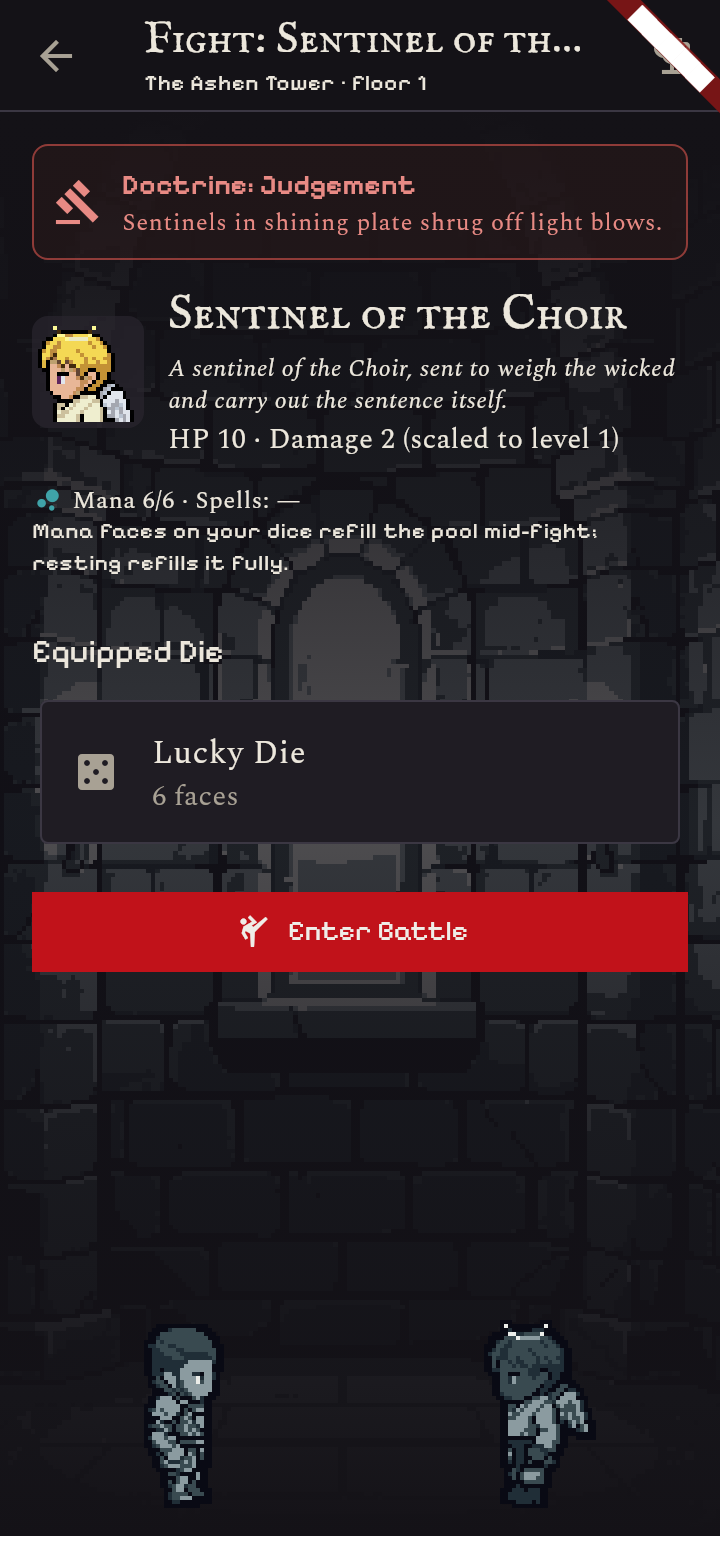 Fight: Sentinel of th...
The Ashen Tower · Floor 1
Doctrine: Judgement
Sentinels in shining plate shrug off light blows.
Sentinel of the Choir
A sentinel of the Choir, sent to weigh the wicked
and carry out the sentence itself.
HP 10 · Damage 2 (scaled to level 1)
Mana 6/6 · Spells: —
Mana faces on your dice refill the pool mid-fight;
resting refills it fully.
Equipped Die
Lucky Die
6 faces
Enter Battle